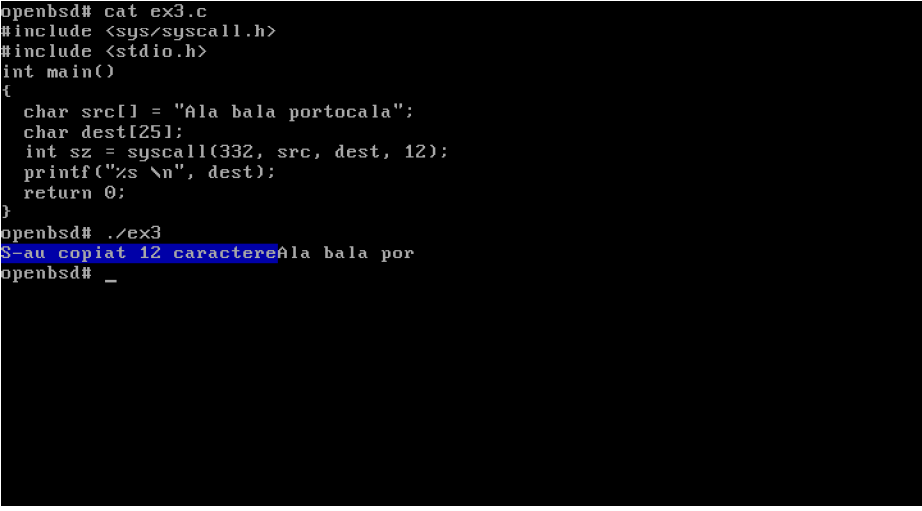 openbsd# cat ex3.c
#include <sys/syscall.h>
#include <stdio.h>
int main()
{
  char src[] = "Ala bala portocala";
  char dest[25];
  int sz = syscall(332, src, dest, 12);
  printf("%s \n", dest);
  return 0;
}
openbsd# ./ex3
S-au copiat 12 caractereAla bala por
openbsd# _